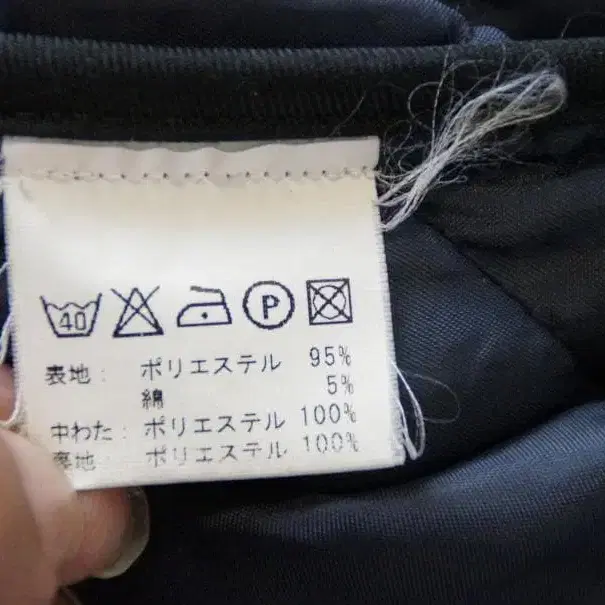 40 P
表地： ポリエステル 95%
綿 5%
中わた： ポリエステル 100%
裏地： ポリエステル 100%